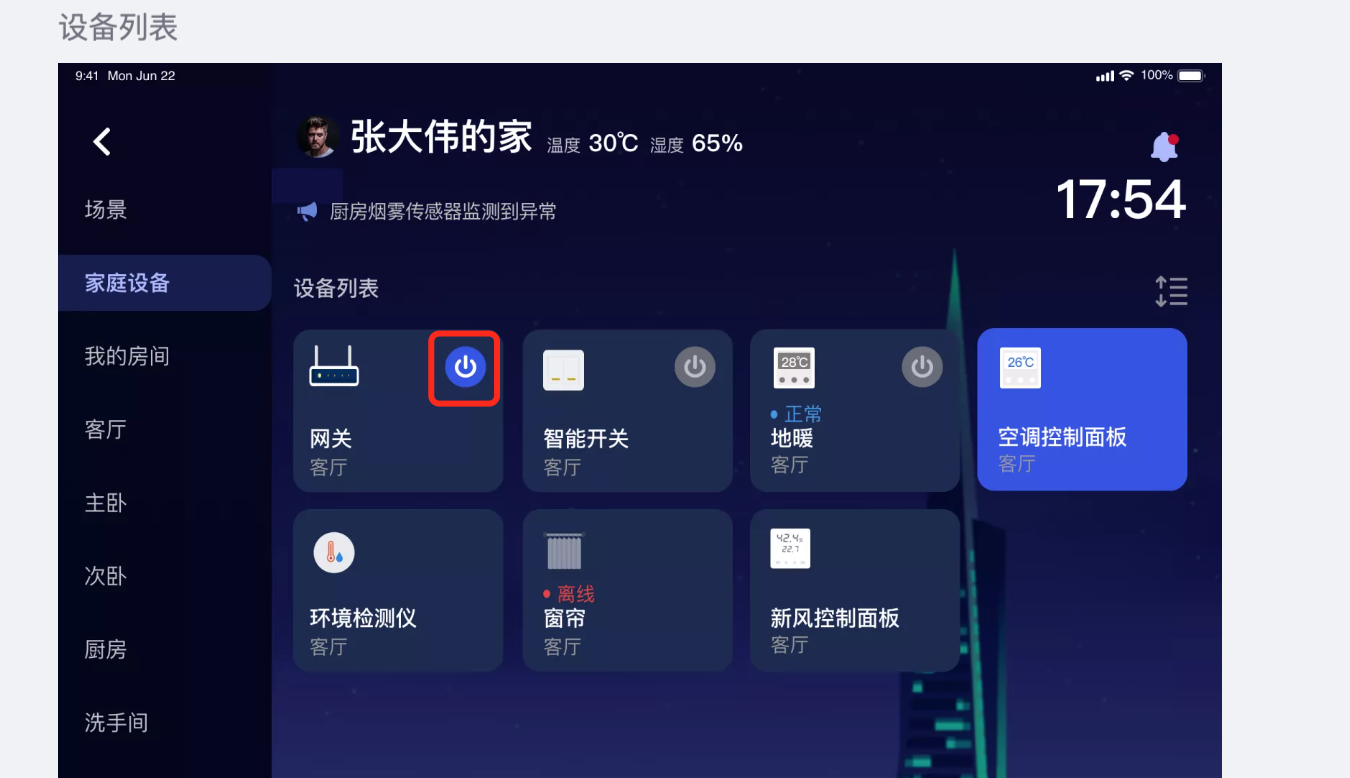 设备列表
9:41 Mon Jun 22
100%
张大伟的家 温度 30℃ 湿度 65%
17:54
厨房烟雾传感器监测到异常
场景
家庭设备
我的房间
客厅
主卧
次卧
厨房
洗手间
设备列表
网关
客厅
智能开关
客厅
28℃
正常
地暖
客厅
26℃
空调控制面板
客厅
环境检测仪
客厅
离线
窗帘
客厅
42.4%
22.7
新风控制面板
客厅